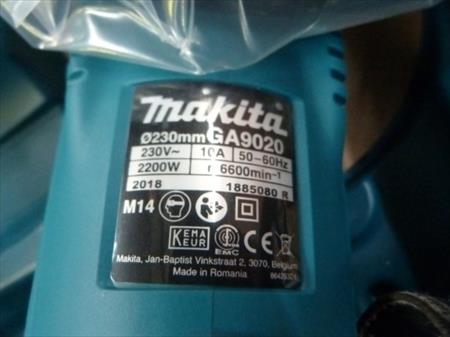 makita
Ø230mm GA9020
230V~ 10A 50-60Hz
2200W n 6600min⁻¹
2018 1885080 R
M14
KEMA
KEUR
EMC
CE
Makita, Jan-Baptist Vinkstraat 2, 3070, Belgium
Made in Romania